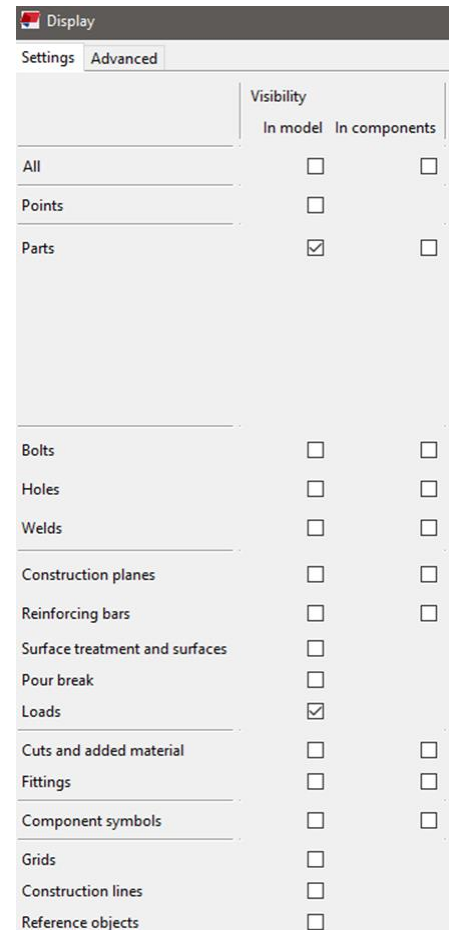 Display
Settings Advanced
Visibility
In model In components
All
Points
Parts
Bolts
Holes
Welds
Construction planes
Reinforcing bars
Surface treatment and surfaces
Pour break
Loads
Cuts and added material
Fittings
Component symbols
Grids
Construction lines
Reference objects